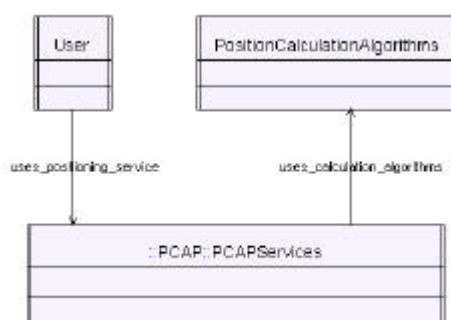 User
PositionCalculationAlgorithms
uses_positioning_service
uses_calculation_algorithms
::PCAP::PCAPServices